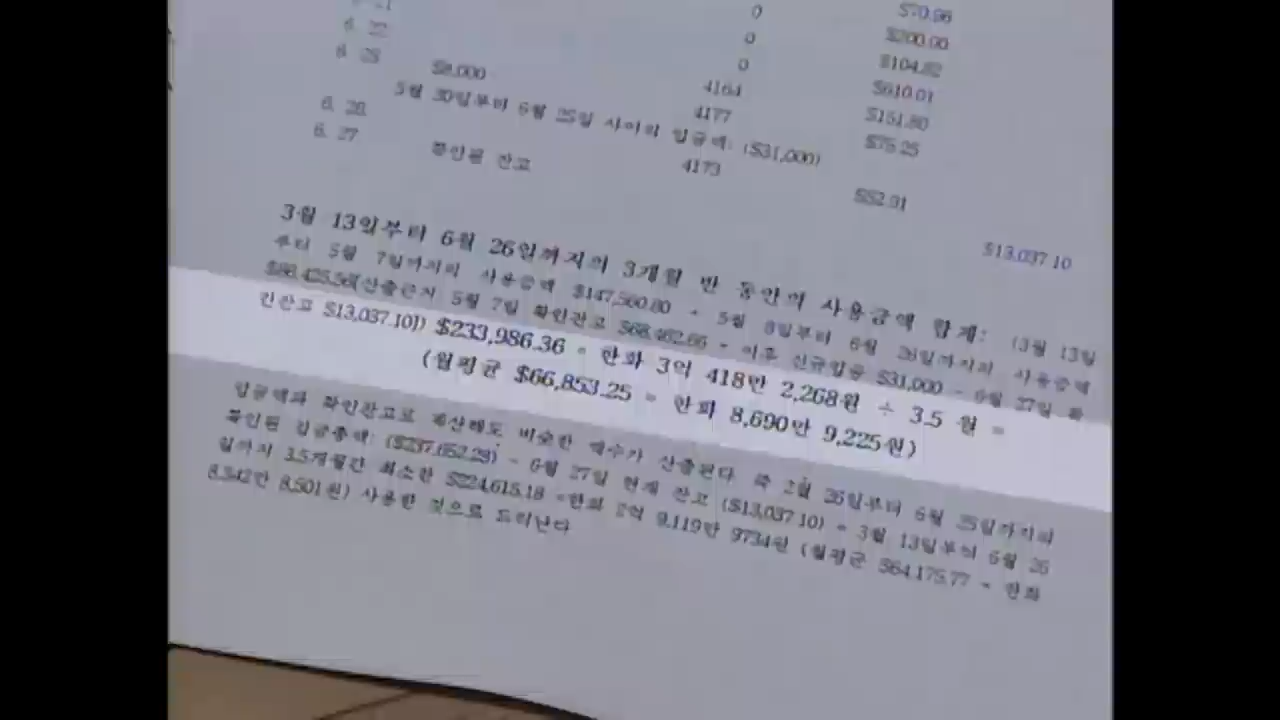 0 $70.96
6. 22 0 $200.00
6. 25 0 $104.82
$8,000 4164 $610.01
4177 $151.80
5월 30일부터 6월 25일 사이의 입금액: ($31,000) $75.25
6. 26
6. 27 확인된 잔고 4173 $52.91
$13,037.10
3월 13일부터 6월 26일까지의 3개월 반 동안의 사용금액 합계: (3월 13일
부터 5월 7일까지의 사용금액 $147,560.80 + 5월 8일부터 6월 26일까지의 사용금액
$86,425.56(산출근거 5월 7일 확인잔고 $68,462.66 + 이후 신규입금 $31,000 - 6월 27일 확
인잔고 $13,037.10)) $233,986.36 = 한화 3억 418만 2,268원 ÷ 3.5 월 =
(월평균 $66,853.25 = 한화 8,690만 9,225원)
입금액과 확인잔고로 계산해도 비슷한 액수가 산출된다. 즉 2월 26일부터 6월 25일까지의
확인된 입금총액: ($237,652.28) - 6월 27일 현재 잔고 ($13,037.10) = 3월 13일부터 6월 26
일까지 3.5개월간 최소한 $224,615.18 =한화 2억 9,119만 9734원 (월평균 $64,175.77 = 한화
8,342만 8,501원) 사용한 것으로 드러난다